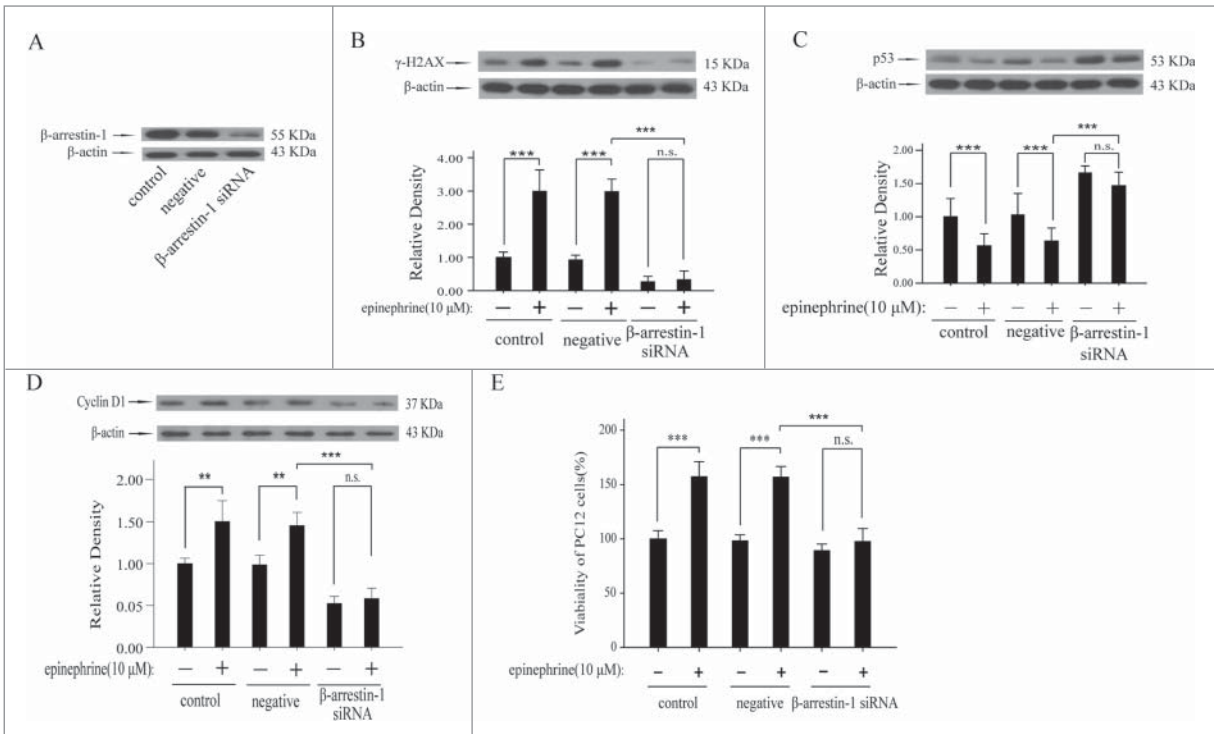 A
β-arrestin-1
55 KDa
β-actin
43 KDa
control
negative
β-arrestin-1 siRNA
B
γ-H2AX
15 KDa
β-actin
43 KDa
***
*** *** n.s.
4.00
3.00
2.00
1.00
0.00
Relative Density
epinephrine(10 μM): − + − + − +
control negative β-arrestin-1
siRNA
C
p53
53 KDa
β-actin
43 KDa
***
*** *** n.s.
2.00
1.50
1.00
0.50
0.00
Relative Density
epinephrine(10 μM): − + − + − +
control negative β-arrestin-1
siRNA
D
Cyclin D1
37 KDa
β-actin
43 KDa
***
** ** n.s.
2.00
1.50
1.00
0.05
0.00
Relative Density
epinephrine(10 μM): − + − + − +
control negative β-arrestin-1
siRNA
E
***
*** *** n.s.
200
150
100
50
0
Viabiality of PC12 cells(%)
epinephrine(10 μM): − + − + − +
control negative β-arrestin-1 siRNA